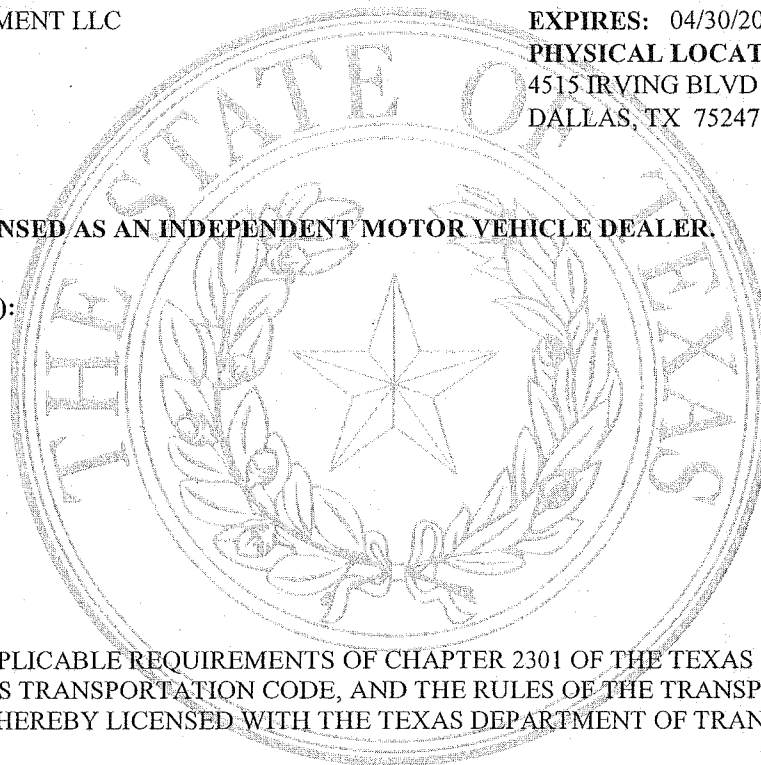 MENT LLC
EXPIRES: 04/30/20
PHYSICAL LOCAT
4515 IRVING BLVD
DALLAS, TX 75247
THE STATE OF TEXAS
NSED AS AN INDEPENDENT MOTOR VEHICLE DEALER.
):
PLICABLE REQUIREMENTS OF CHAPTER 2301 OF THE TEXAS
S TRANSPORTATION CODE, AND THE RULES OF THE TRANSP
HEREBY LICENSED WITH THE TEXAS DEPARTMENT OF TRAN